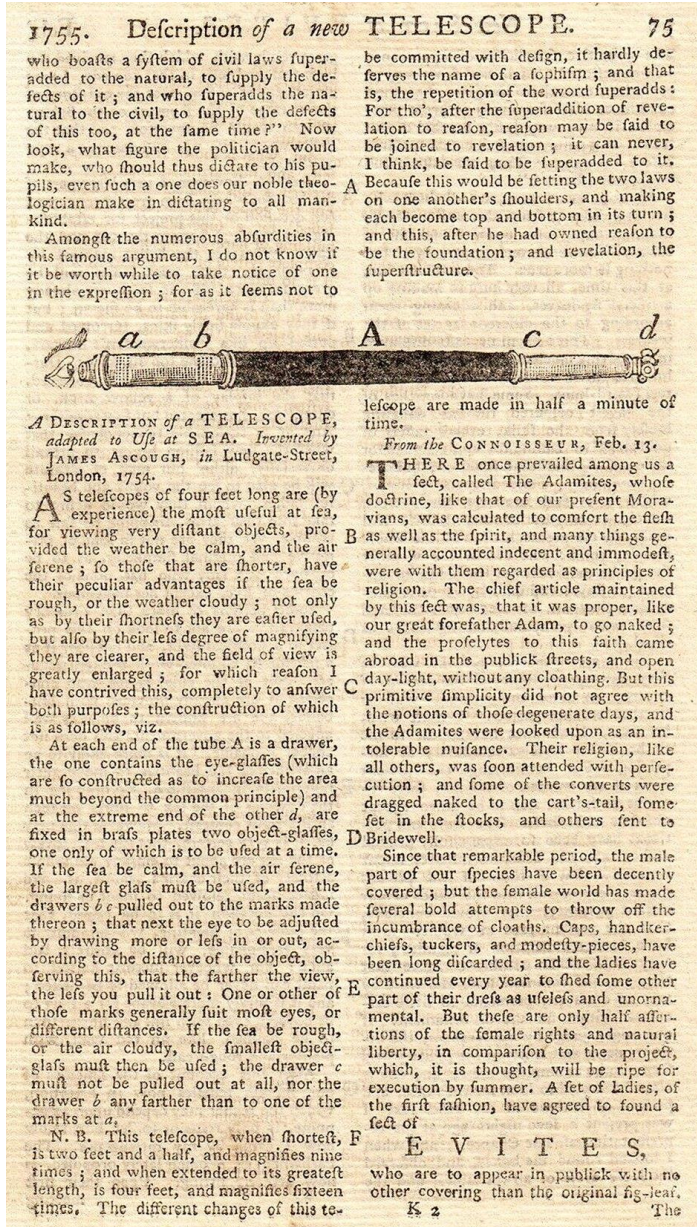 1755. Deſcription of a new TELESCOPE. 75
who boaſts a ſyſtem of civil laws ſuper-
added to the natural, to ſupply the de-
fects of it ; and who ſuperadds the na-
tural to the civil, to ſupply the defects
of this too, at the ſame time ?" Now
look, what figure the politician would
make, who ſhould thus dictate to his pu-
pils, even ſuch a one does our noble theo-
logician make in dictating to all man-
kind.
Amongſt the numerous abſurdities in
this famous argument, I do not know if
it be worth while to take notice of one
in the expreſſion ; for as it ſeems not to
be committed with deſign, it hardly de-
ſerves the name of a ſophiſm ; and that
is, the repetition of the word ſuperadds :
For tho', after the ſuperaddition of reve-
lation to reaſon, reaſon may be ſaid to
be joined to revelation ; it can never,
I think, be ſaid to be ſuperadded to it.
A Becauſe this would be ſetting the two laws
on one another's ſhoulders, and making
each become top and bottom in its turn ;
and this, after he had owned reaſon to
be the foundation ; and revelation, the
ſuperſtructure.
a b A c d
A DESCRIPTION of a TELESCOPE,
adapted to Uſe at SEA. Invented by
JAMES ASCOUGH, in Ludgate-Street,
London, 1754.
AS teleſcopes of four feet long are (by
experience) the moſt uſeful at ſea,
for viewing very diſtant objects, pro-
vided the weather be calm, and the air
ſerene ; ſo thoſe that are ſhorter, have
their peculiar advantages if the ſea be
rough, or the weather cloudy ; not only
as by their ſhortneſs they are eaſier uſed,
but alſo by their leſs degree of magnifying
they are clearer, and the field of view is
greatly enlarged ; for which reaſon I
have contrived this, completely to anſwer
both purpoſes ; the conſtruction of which
is as follows, viz.
At each end of the tube A is a drawer,
the one contains the eye-glaſſes (which
are ſo conſtructed as to increaſe the area
much beyond the common principle) and
at the extreme end of the other d, are
fixed in braſs plates two object-glaſſes,
one only of which is to be uſed at a time.
If the ſea be calm, and the air ſerene,
the largeſt glaſs muſt be uſed, and the
drawers b c pulled out to the marks made
thereon ; that next the eye to be adjuſted
by drawing more or leſs in or out, ac-
cording to the diſtance of the object, ob-
ſerving this, that the farther the view,
the leſs you pull it out : One or other of
thoſe marks generally ſuit moſt eyes, or
different diſtances. If the ſea be rough,
or the air cloudy, the ſmalleſt object-
glaſs muſt then be uſed ; the drawer c
muſt not be pulled out at all, nor the
drawer b any farther than to one of the
marks at a.
N. B. This teleſcope, when ſhorteſt,
is two feet and a half, and magnifies nine
times ; and when extended to its greateſt
length, is four feet, and magnifies ſixteen
times. The different changes of this te-
leſcope are made in half a minute of
time.
From the CONNOISSEUR, Feb. 13.
THERE once prevailed among us a
ſect, called The Adamites, whoſe
doctrine, like that of our preſent Mora-
vians, was calculated to comfort the fleſh
B as well as the ſpirit, and many things ge-
nerally accounted indecent and immodeſt,
were with them regarded as principles of
religion. The chief article maintained
by this ſect was, that it was proper, like
our great forefather Adam, to go naked ;
and the proſelytes to this faith came
abroad in the publick ſtreets, and open
C day-light, without any cloathing. But this
primitive ſimplicity did not agree with
the notions of thoſe degenerate days, and
the Adamites were looked upon as an in-
tolerable nuiſance. Their religion, like
all others, was ſoon attended with perſe-
cution ; and ſome of the converts were
dragged naked to the cart's-tail, ſome
ſet in the ſtocks, and others ſent to
D Bridewell.
Since that remarkable period, the male
part of our ſpecies have been decently
covered ; but the female world has made
ſeveral bold attempts to throw off the
incumbrance of cloaths. Caps, handker-
chiefs, tuckers, and modeſty-pieces, have
been long diſcarded ; and the ladies have
E continued every year to ſhed ſome other
part of their dreſs as uſeleſs and unorna-
mental. But theſe are only half aſſer-
tions of the female rights and natural
liberty, in compariſon to the project,
which, it is thought, will be ripe for
execution by ſummer. A ſet of ladies, of
the firſt faſhion, have agreed to found a
ſect of
F EVITES,
who are to appear in publick with no
other covering than the original fig-leaf.
K 2 The